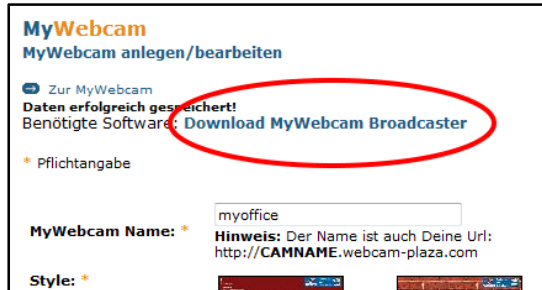 MyWebcam
MyWebcam anlegen/bearbeiten
Zur MyWebcam
Daten erfolgreich gespeichert!
Benötigte Software: Download MyWebcam Broadcaster
* Pflichtangabe
myoffice
MyWebcam Name: *
Hinweis: Der Name ist auch Deine Url:
http://CAMNAME.webcam-plaza.com
Style: *